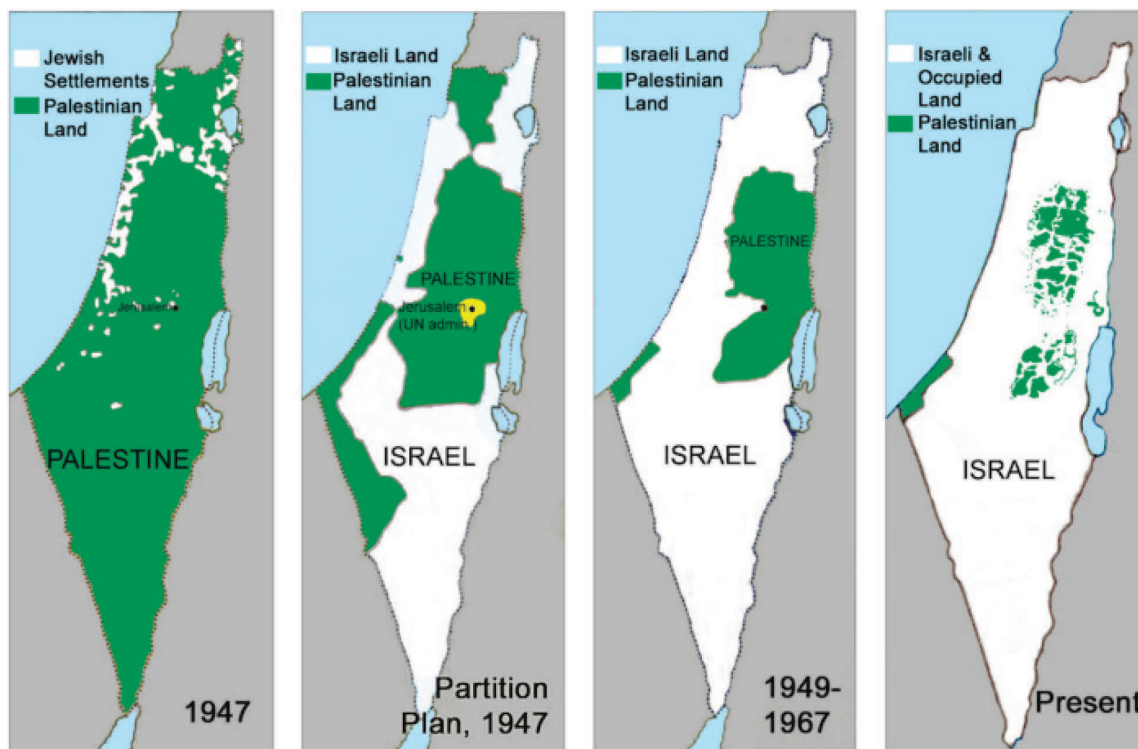 Jewish
Settlements
Palestinian
Land
Jerusalem
PALESTINE
1947
Israeli Land
Palestinian
Land
PALESTINE
Jerusalem
(UN admin.)
ISRAEL
Partition
Plan, 1947
Israeli Land
Palestinian
Land
PALESTINE
ISRAEL
1949-
1967
Israeli &
Occupied
Land
Palestinian
Land
ISRAEL
Present